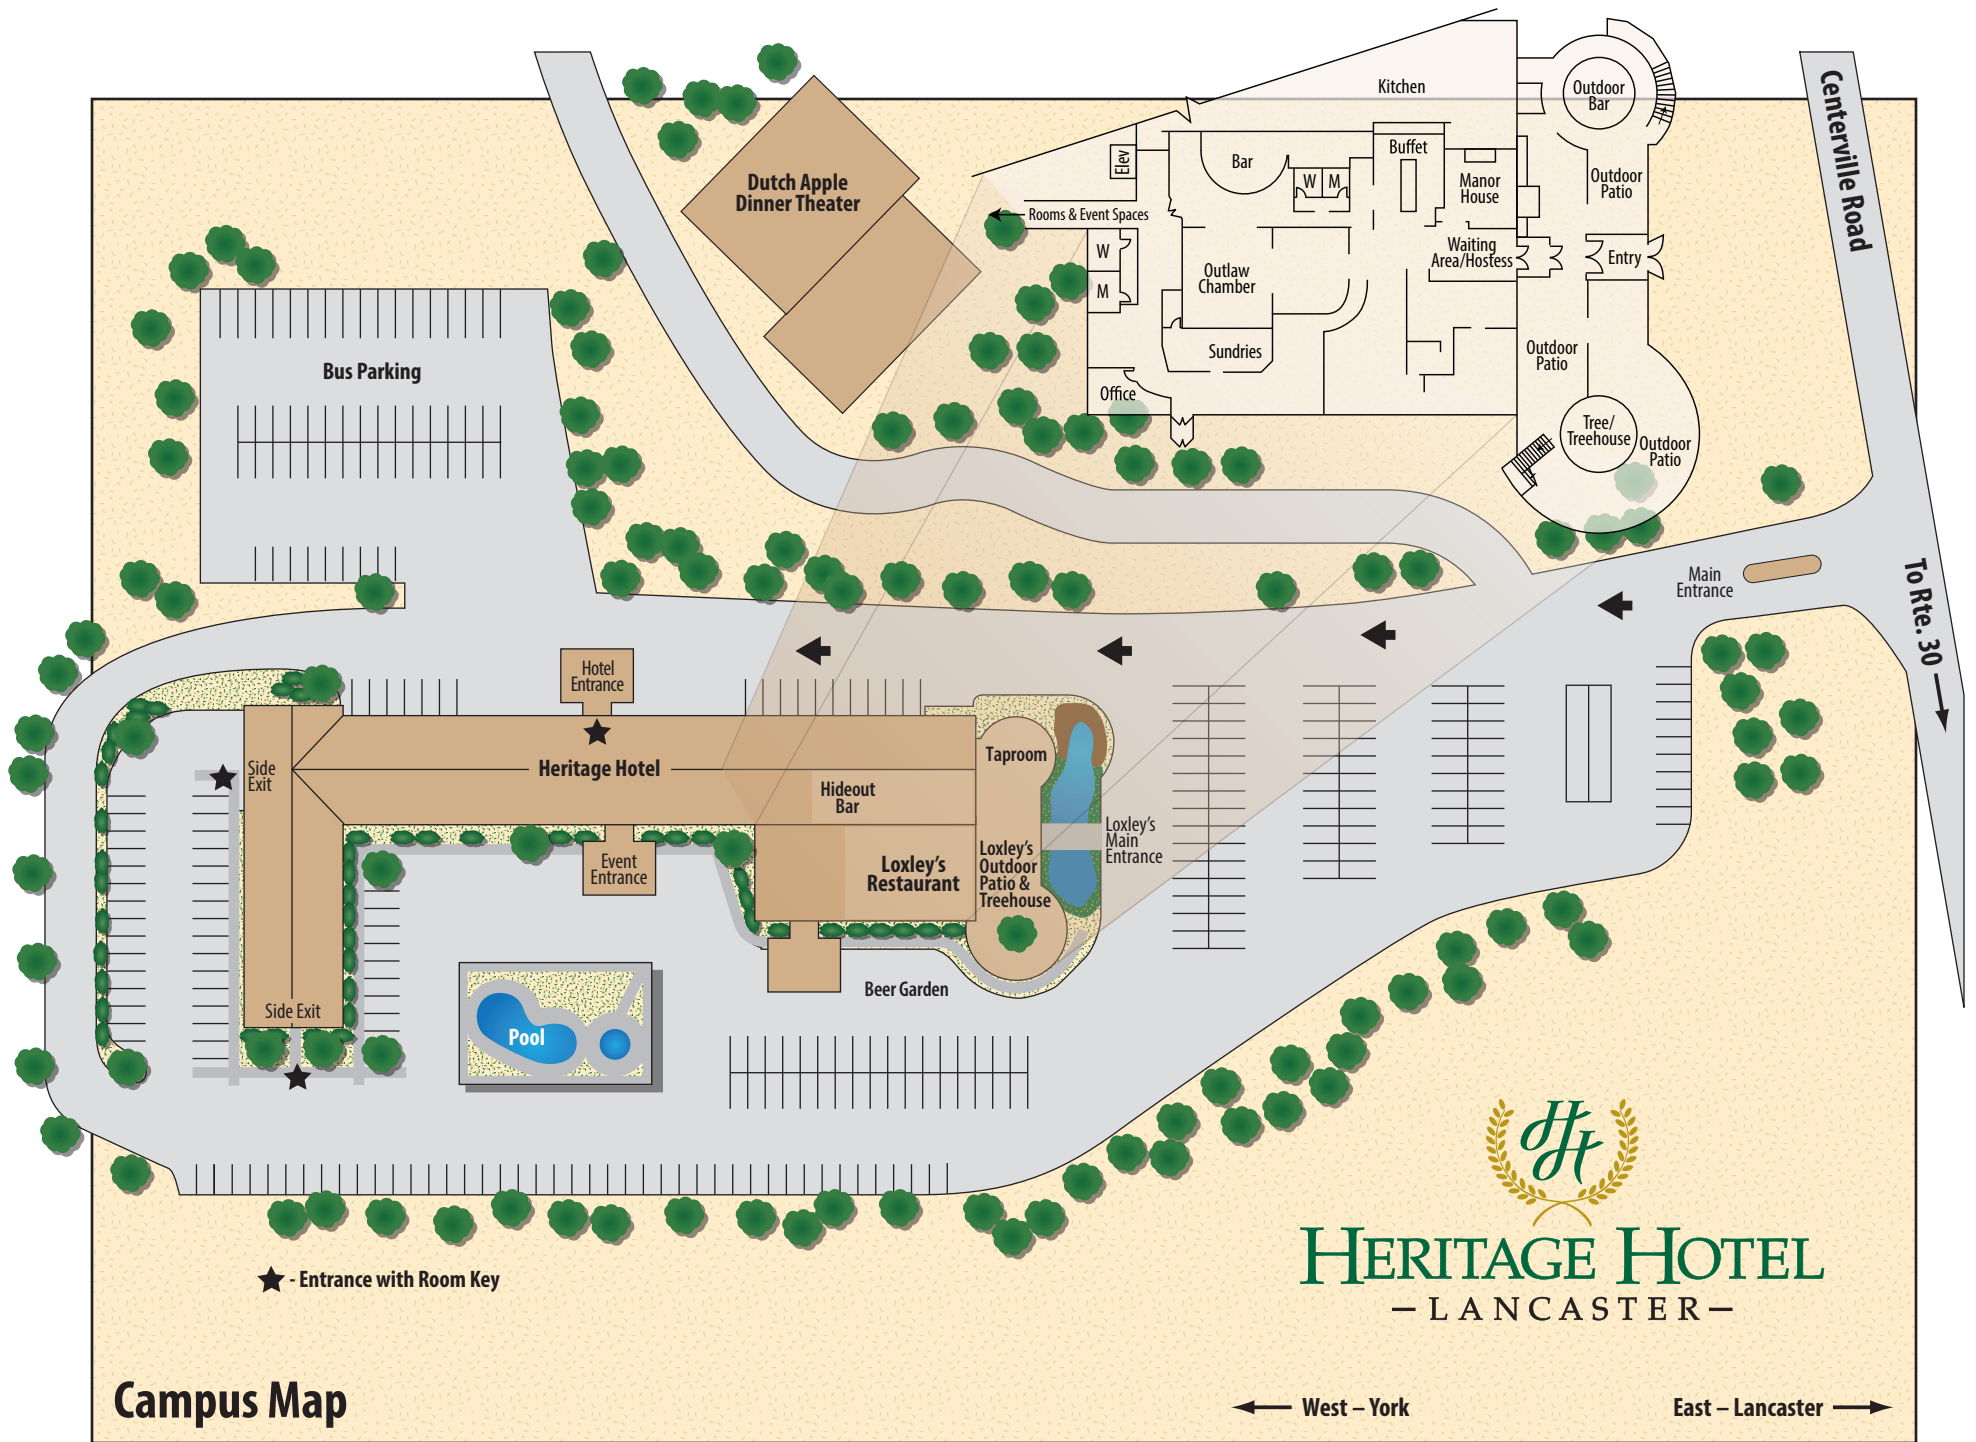 Kitchen
Outdoor
Bar
Centerville Road
Elev
Bar
W
M
Buffet
Manor
House
Outdoor
Patio
Dutch Apple
Dinner Theater
Rooms & Event Spaces
W
M
Outlaw
Chamber
Waiting
Area/Hostess
Entry
Sundries
Outdoor
Patio
Office
Tree/
Treehouse
Outdoor
Patio
Bus Parking
Main
Entrance
To Rte. 30
Hotel
Entrance
Side
Exit
Heritage Hotel
Hideout
Bar
Taproom
Event
Entrance
Loxley's
Restaurant
Loxley's
Outdoor
Patio &
Treehouse
Loxley's
Main
Entrance
Side Exit
Pool
Beer Garden
HH
HERITAGE HOTEL
– LANCASTER –
- Entrance with Room Key
Campus Map
West – York
East – Lancaster